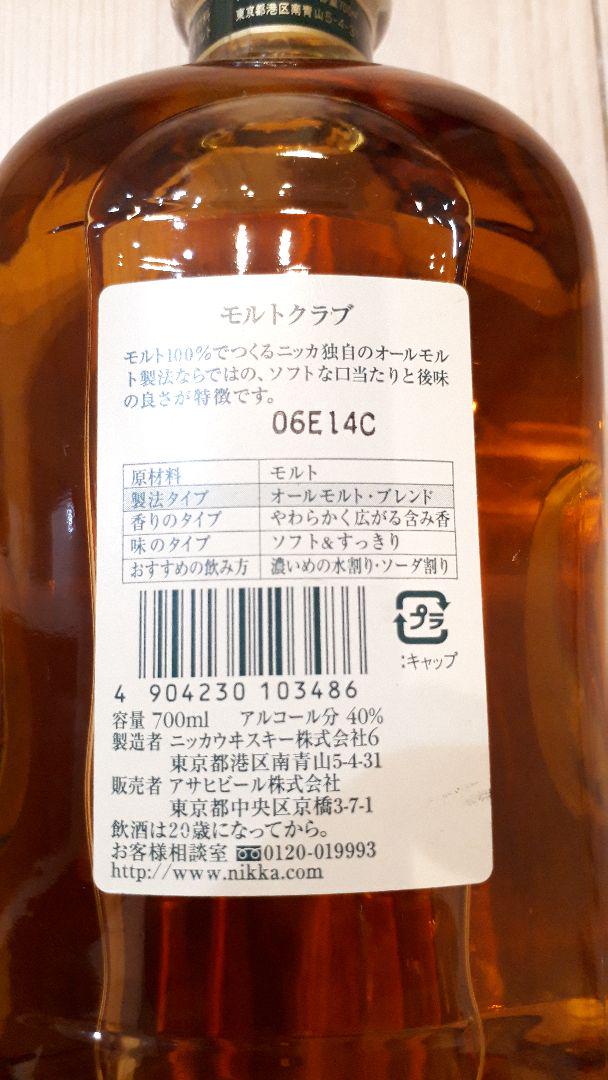 東京都港区南青山5-4-31
モルトクラブ
モルト100%でつくるニッカ独自のオールモル
ト製法ならではの、ソフトな口当たりと後味
の良さが特徴です。
06E14C
原材料 モルト
製法タイプ オールモルト・ブレンド
香りのタイプ やわらかく広がる含み香
味のタイプ ソフト&すっきり
おすすめの飲み方 濃いめの水割り・ソーダ割り
プラ
:キャップ
4 904230 103486
容量 700ml アルコール分 40%
製造者 ニッカウヰスキー株式会社6
東京都港区南青山5-4-31
販売者 アサヒビール株式会社
東京都中央区京橋3-7-1
飲酒は20歳になってから。
お客様相談室 0120-019993
http://www.nikka.com